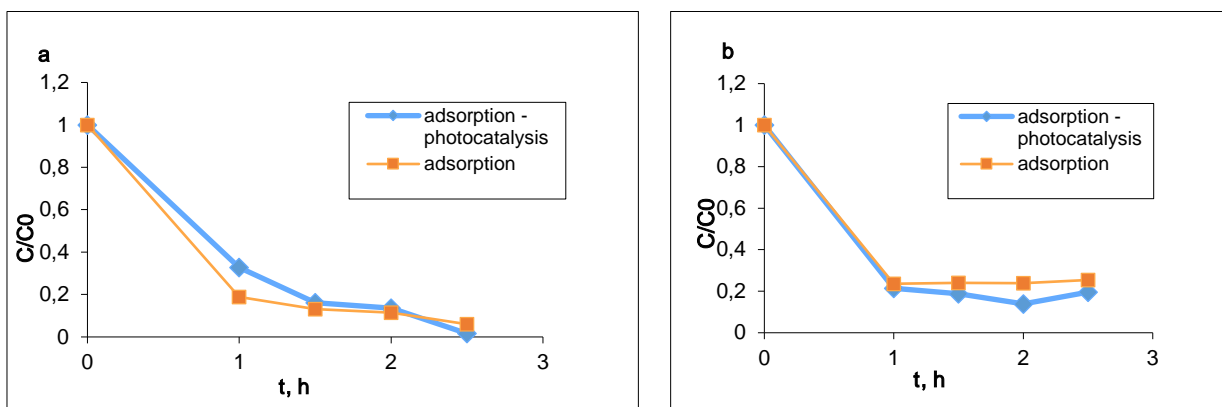 a
1,2
1
0,8
0,6
0,4
0,2
0
0
1
2
3
C/C0
t, h
adsorption -
photocatalysis
adsorption
b
1,2
1
0,8
0,6
0,4
0,2
0
0
1
2
3
C/C0
t, h
adsorption -
photocatalysis
adsorption